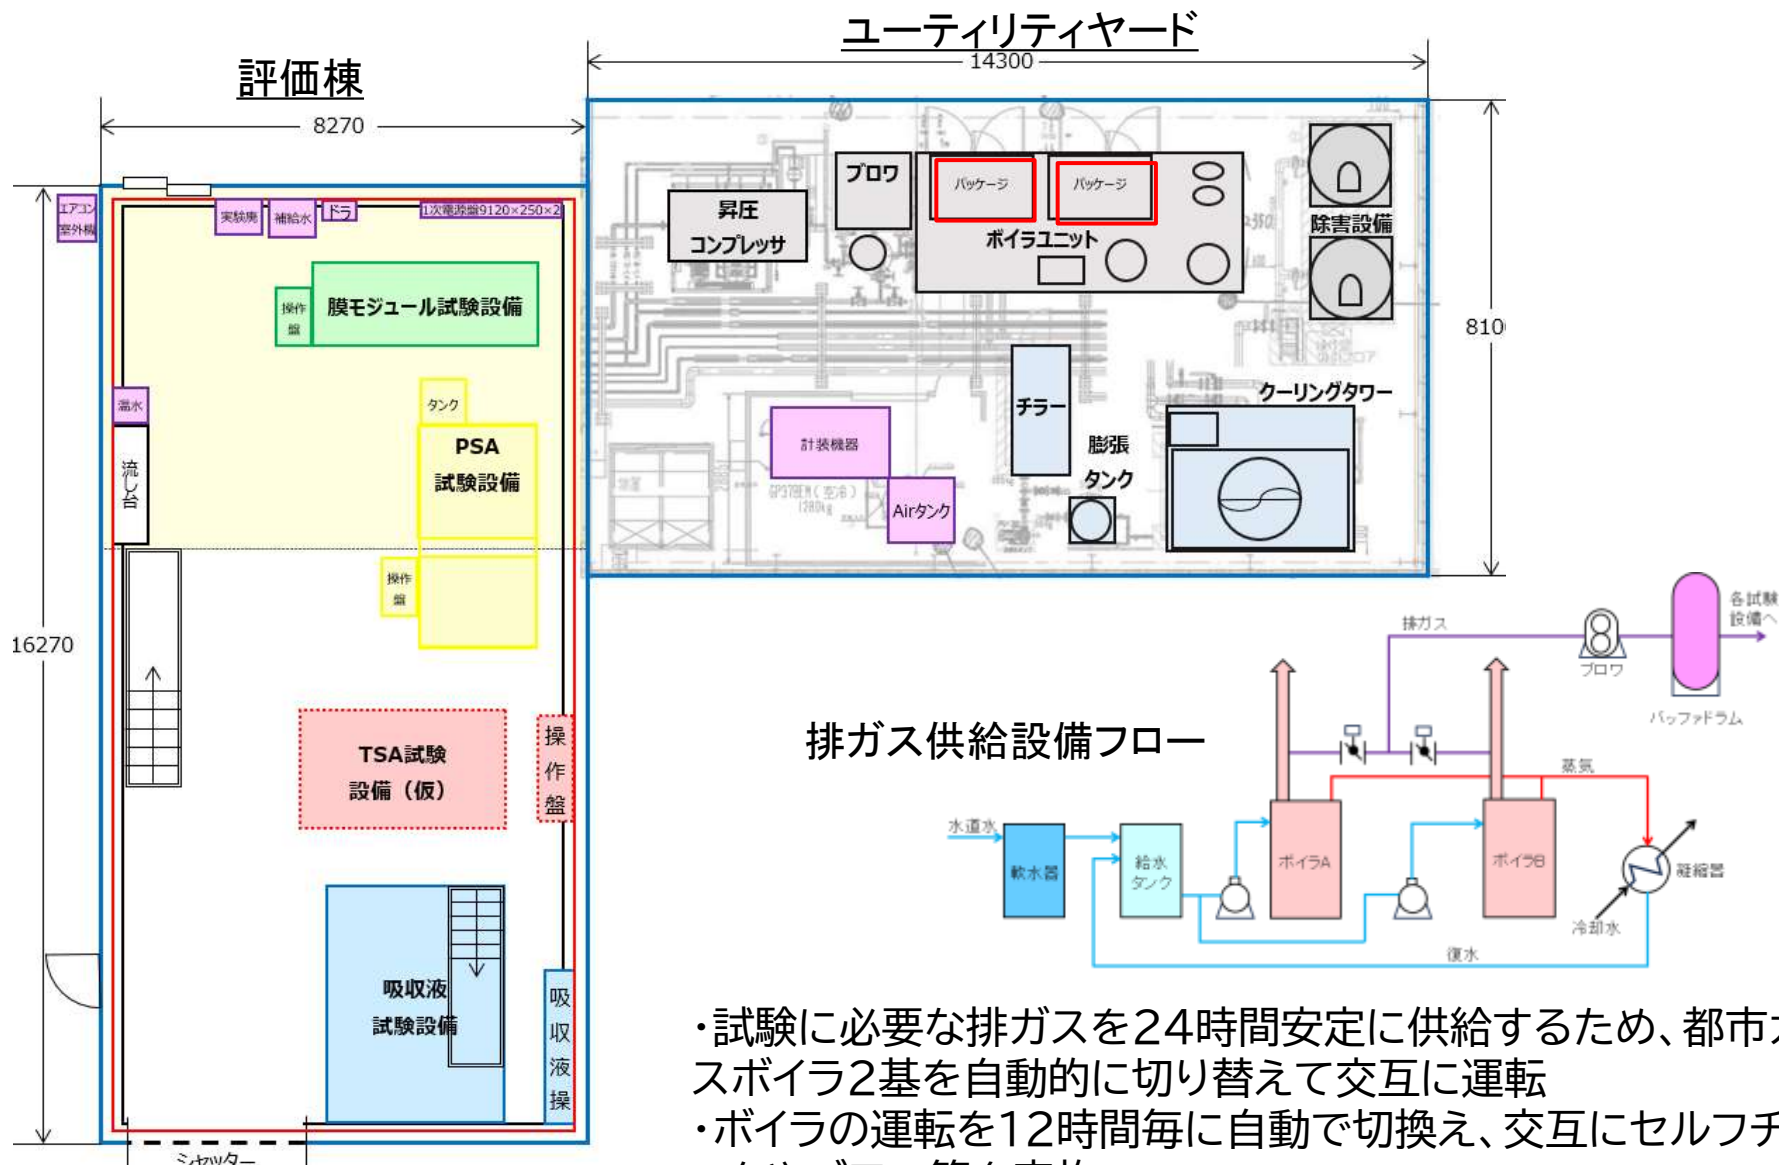 ユーティリティヤード
14300
評価棟
8270
エアコン
室外機
実験廃
補給水
ドラ
1次電源盤9120×250×2
ブロワ
パッケージ
パッケージ
昇圧
コンプレッサ
ボイラユニット
除害設備
操作
盤
膜モジュール試験設備
8100
温水
タンク
チラー
クーリングタワー
流し台
PSA
試験設備
計装機器
膨張
タンク
GP370EM(空冷)
1280kg
Airタンク
操作
盤
16270
TSA試験
設備（仮）
操作盤
吸収液
試験設備
吸収液操
シャッター
排ガス供給設備フロー
排ガス
ブロワ
各試験
設備へ
バッファドラム
蒸気
水道水
軟水器
給水
タンク
ボイラA
ボイラB
凝縮器
冷却水
復水
・試験に必要な排ガスを24時間安定に供給するため、都市ガ
スボイラ2基を自動的に切り替えて交互に運転
・ボイラの運転を12時間毎に自動で切換え、交互にセルフチ